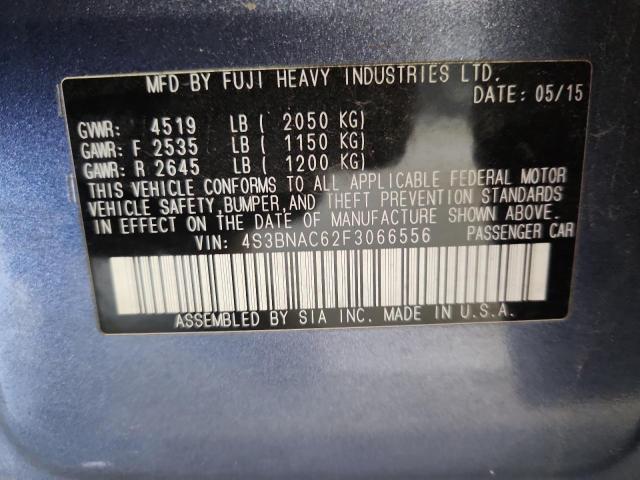 MFD BY FUJI HEAVY INDUSTRIES LTD.
DATE: 05/15
GVWR: 4519 LB ( 2050 KG)
GAWR: F 2535 LB ( 1150 KG)
GAWR: R 2645 LB ( 1200 KG)
THIS VEHICLE CONFORMS TO ALL APPLICABLE FEDERAL MOTOR
VEHICLE SAFETY, BUMPER, AND THEFT PREVENTION STANDARDS
IN EFFECT ON THE DATE OF MANUFACTURE SHOWN ABOVE.
VIN: 4S3BNAC62F3066556 PASSENGER CAR
ASSEMBLED BY SIA INC. MADE IN U.S.A.